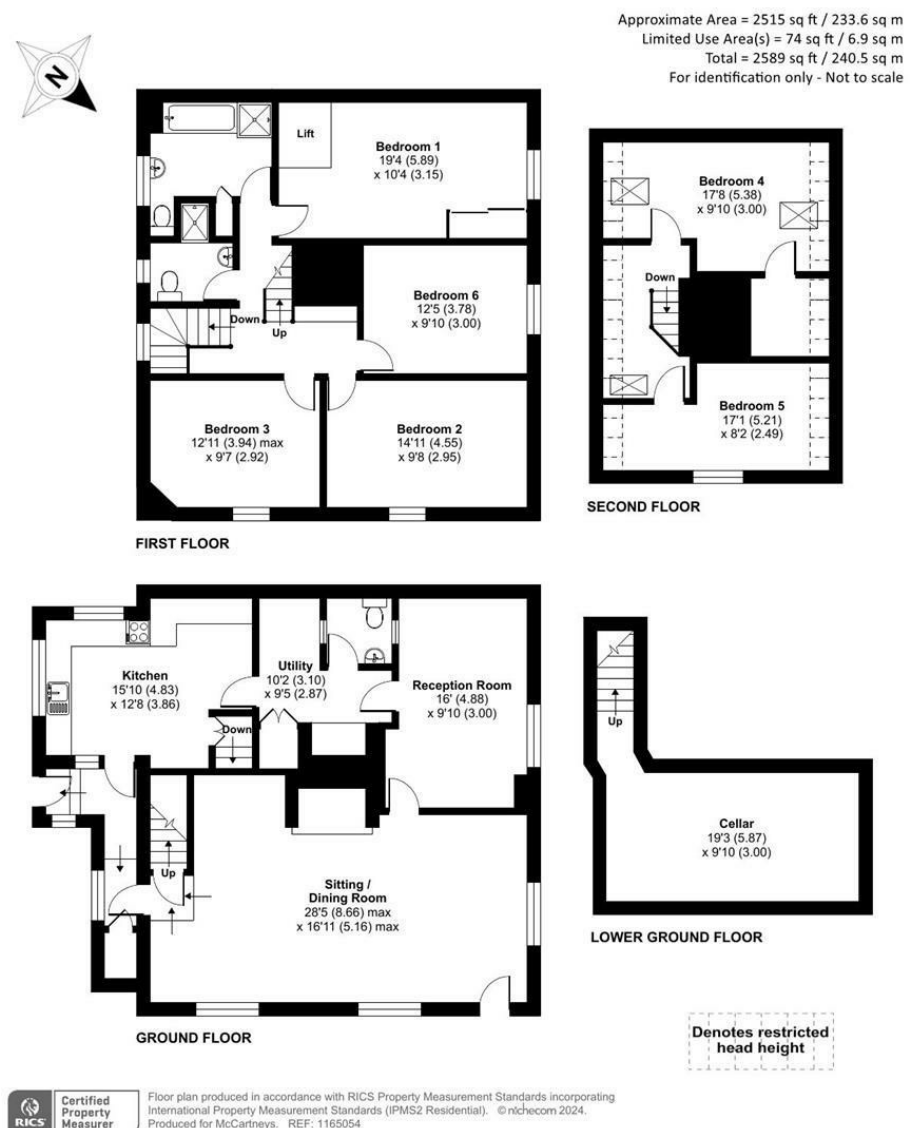 Approximate Area = 2515 sq ft / 233.6 sq m
Limited Use Area(s) = 74 sq ft / 6.9 sq m
Total = 2589 sq ft / 240.5 sq m
For identification only - Not to scale
N
Lift
Bedroom 1
19'4 (5.89)
x 10'4 (3.15)
Bedroom 6
12'5 (3.78)
x 9'10 (3.00)
Down
Up
Bedroom 3
12'11 (3.94) max
x 9'7 (2.92)
Bedroom 2
14'11 (4.55)
x 9'8 (2.95)
FIRST FLOOR
Bedroom 4
17'8 (5.38)
x 9'10 (3.00)
Down
Bedroom 5
17'1 (5.21)
x 8'2 (2.49)
SECOND FLOOR
Kitchen
15'10 (4.83)
x 12'8 (3.86)
Utility
10'2 (3.10)
x 9'5 (2.87)
Reception Room
16' (4.88)
x 9'10 (3.00)
Down
Up
Sitting /
Dining Room
28'5 (8.66) max
x 16'11 (5.16) max
GROUND FLOOR
Up
Cellar
19'3 (5.87)
x 9'10 (3.00)
LOWER GROUND FLOOR
Denotes restricted
head height
RICS
Certified
Property
Measurer
Floor plan produced in accordance with RICS Property Measurement Standards incorporating
International Property Measurement Standards (IPMS2 Residential). © nichecom 2024.
Produced for McCartneys. REF: 1165054